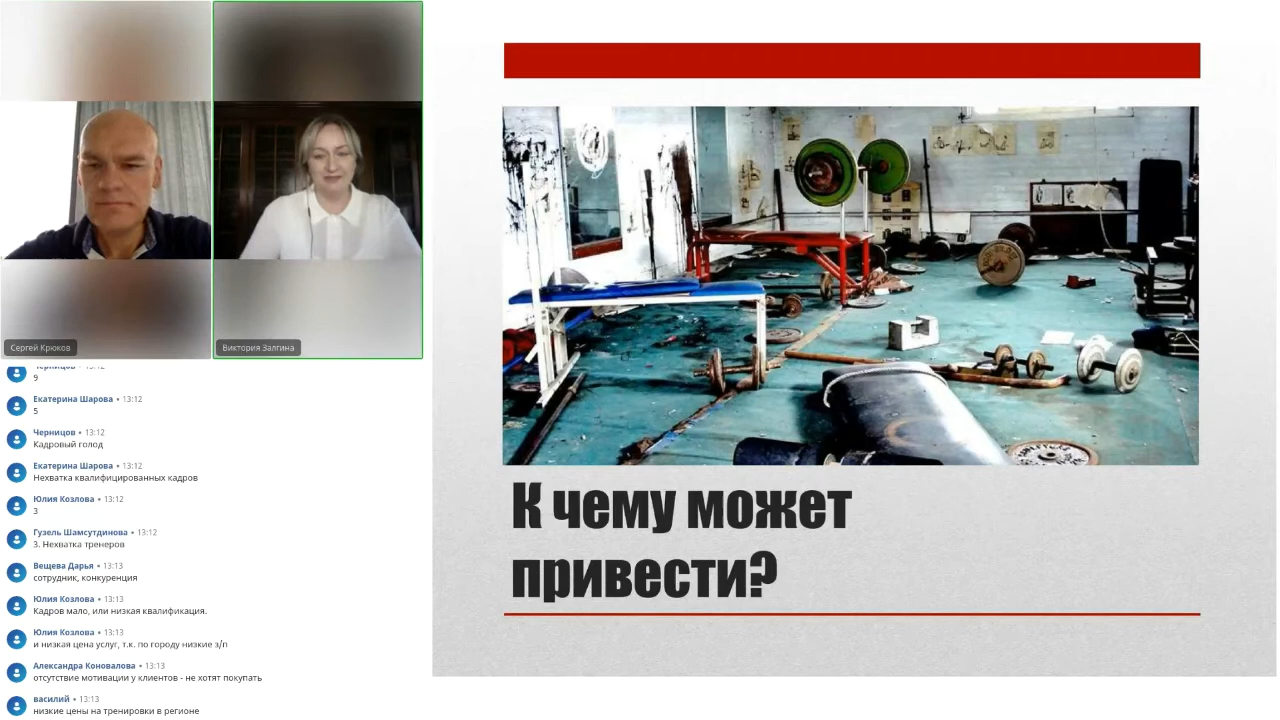 Сергей Крюков
Виктория Залгина
Черницов • 13:12
9
Екатерина Шарова • 13:12
5
Черницов • 13:12
Кадровый голод
Екатерина Шарова • 13:12
Нехватка квалифицированных кадров
Юлия Козлова • 13:12
3
Гузель Шамсутдинова • 13:12
3. Нехватка тренеров
Вещева Дарья • 13:13
сотрудник, конкуренция
Юлия Козлова • 13:13
Кадров мало, или низкая квалификация.
Юлия Козлова • 13:13
и низкая цена услуг, т.к. по городу низкие з/п
Александра Коновалова • 13:13
отсутствие мотивации у клиентов - не хотят покупать
василий • 13:13
низкие цены на тренировки в регионе
К чему может
привести?